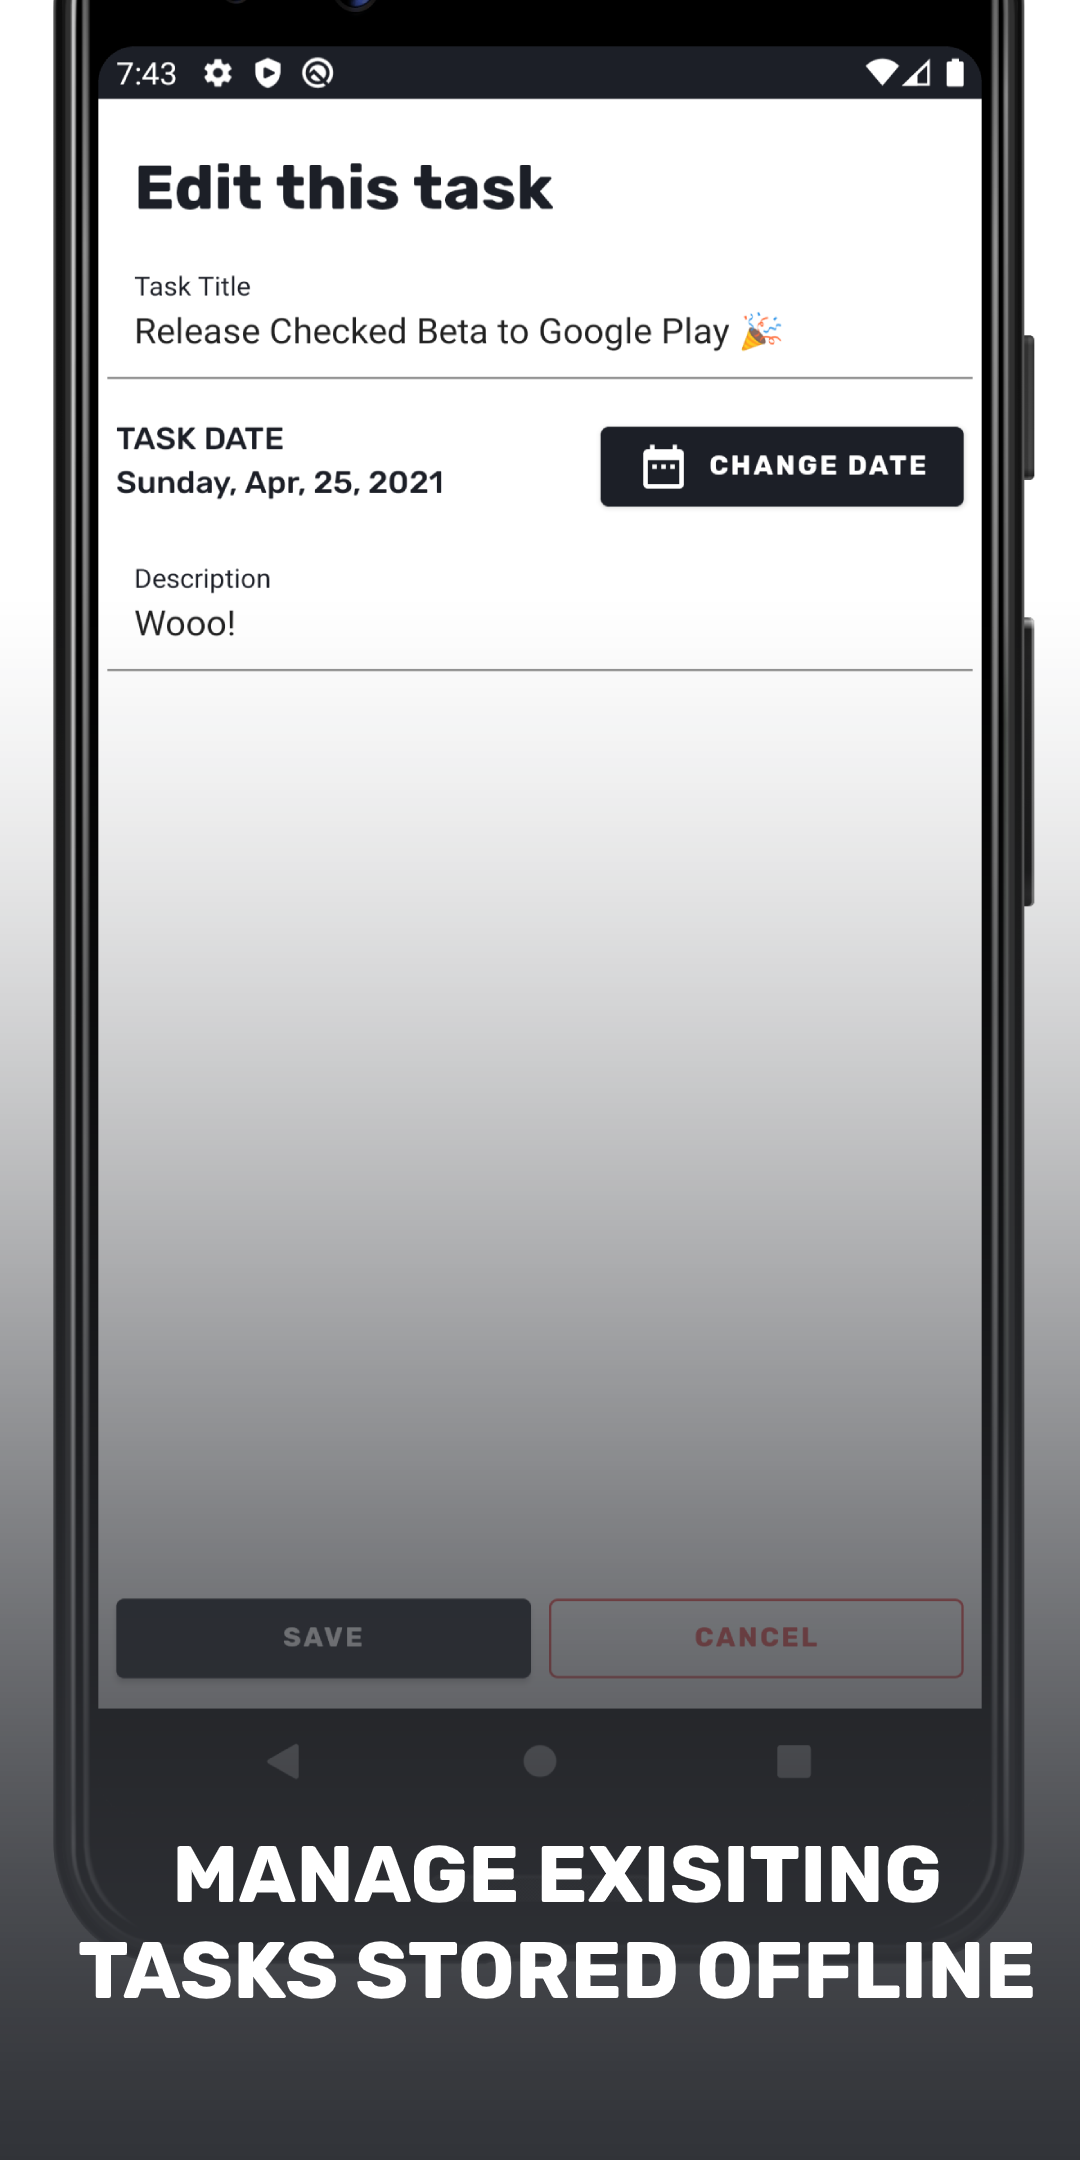 7:43
Edit this task
Task Title
Release Checked Beta to Google Play 🎉
TASK DATE
Sunday, Apr, 25, 2021
CHANGE DATE
Description
Wooo!
SAVE
CANCEL
MANAGE EXISITING
TASKS STORED OFFLINE